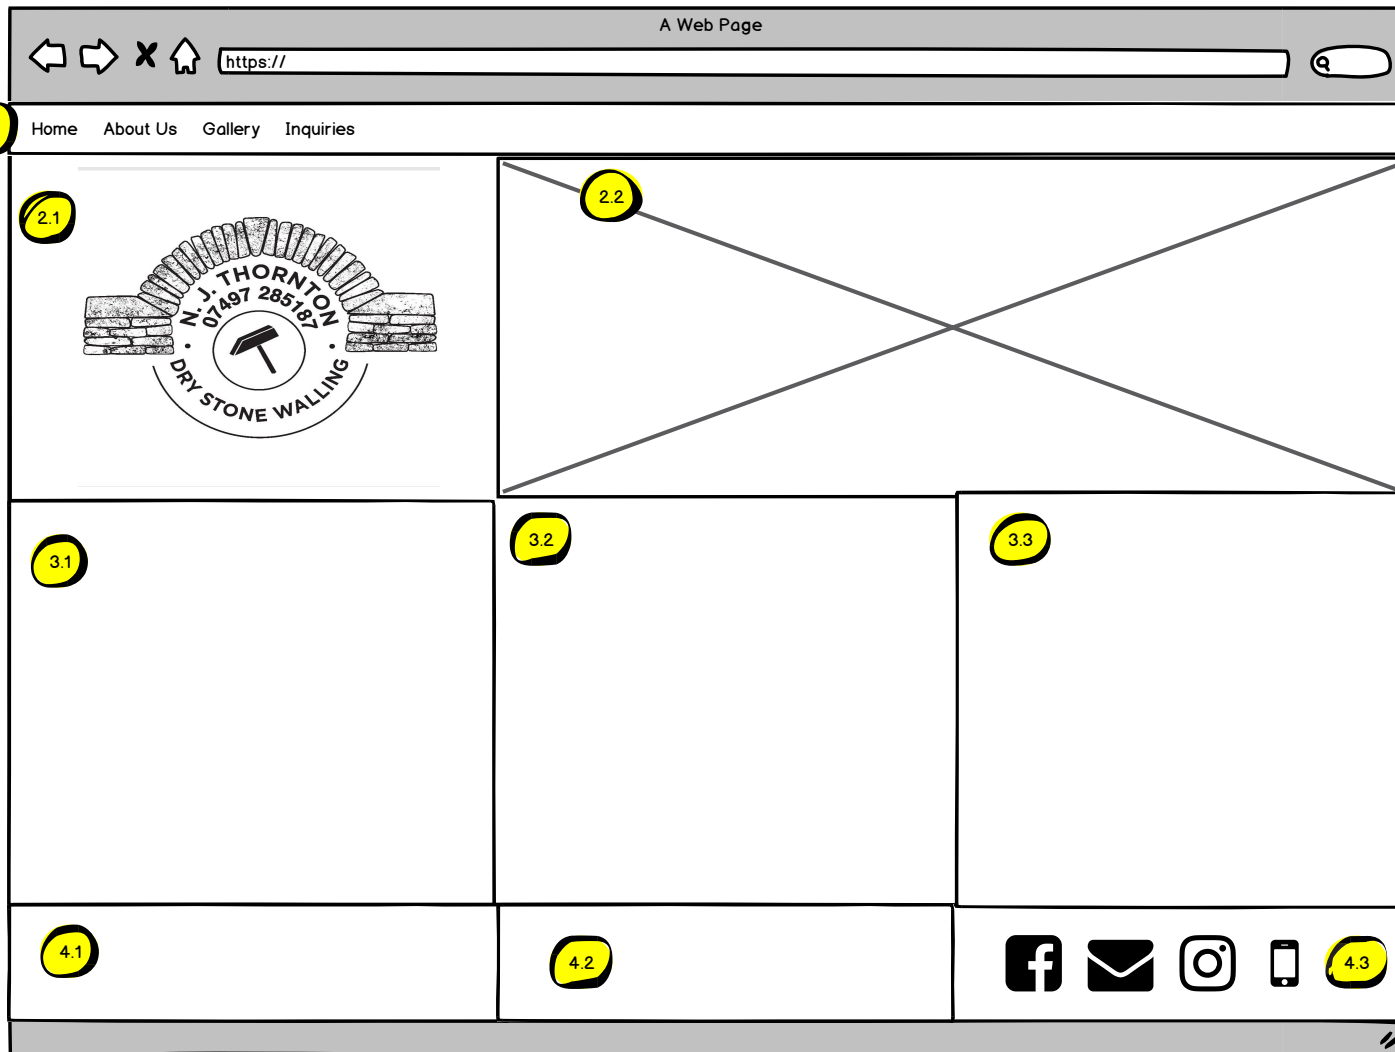 A Web Page
https://
Home About Us Gallery Inquiries
2.1
2.2
N. J. THORNTON
07497 285187
DRY STONE WALLING
3.1
3.2
3.3
4.1
4.2
4.3